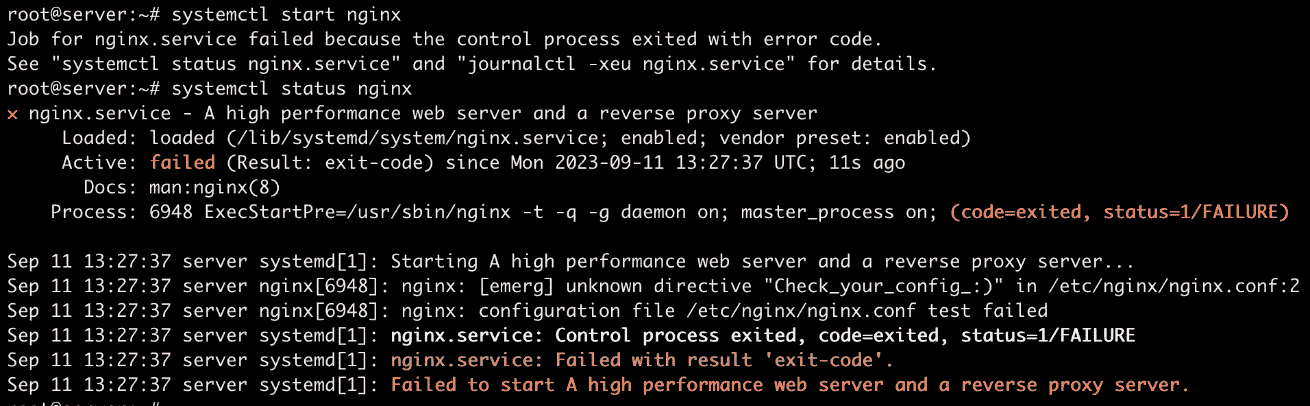 root@server:~# systemctl start nginx
Job for nginx.service failed because the control process exited with error code.
See "systemctl status nginx.service" and "journalctl -xeu nginx.service" for details.
root@server:~# systemctl status nginx
× nginx.service - A high performance web server and a reverse proxy server
     Loaded: loaded (/lib/systemd/system/nginx.service; enabled; vendor preset: enabled)
     Active: failed (Result: exit-code) since Mon 2023-09-11 13:27:37 UTC; 11s ago
       Docs: man:nginx(8)
    Process: 6948 ExecStartPre=/usr/sbin/nginx -t -q -g daemon on; master_process on; (code=exited, status=1/FAILURE)

Sep 11 13:27:37 server systemd[1]: Starting A high performance web server and a reverse proxy server...
Sep 11 13:27:37 server nginx[6948]: nginx: [emerg] unknown directive "Check_your_config_:)" in /etc/nginx/nginx.conf:2
Sep 11 13:27:37 server nginx[6948]: nginx: configuration file /etc/nginx/nginx.conf test failed
Sep 11 13:27:37 server systemd[1]: nginx.service: Control process exited, code=exited, status=1/FAILURE
Sep 11 13:27:37 server systemd[1]: nginx.service: Failed with result 'exit-code'.
Sep 11 13:27:37 server systemd[1]: Failed to start A high performance web server and a reverse proxy server.